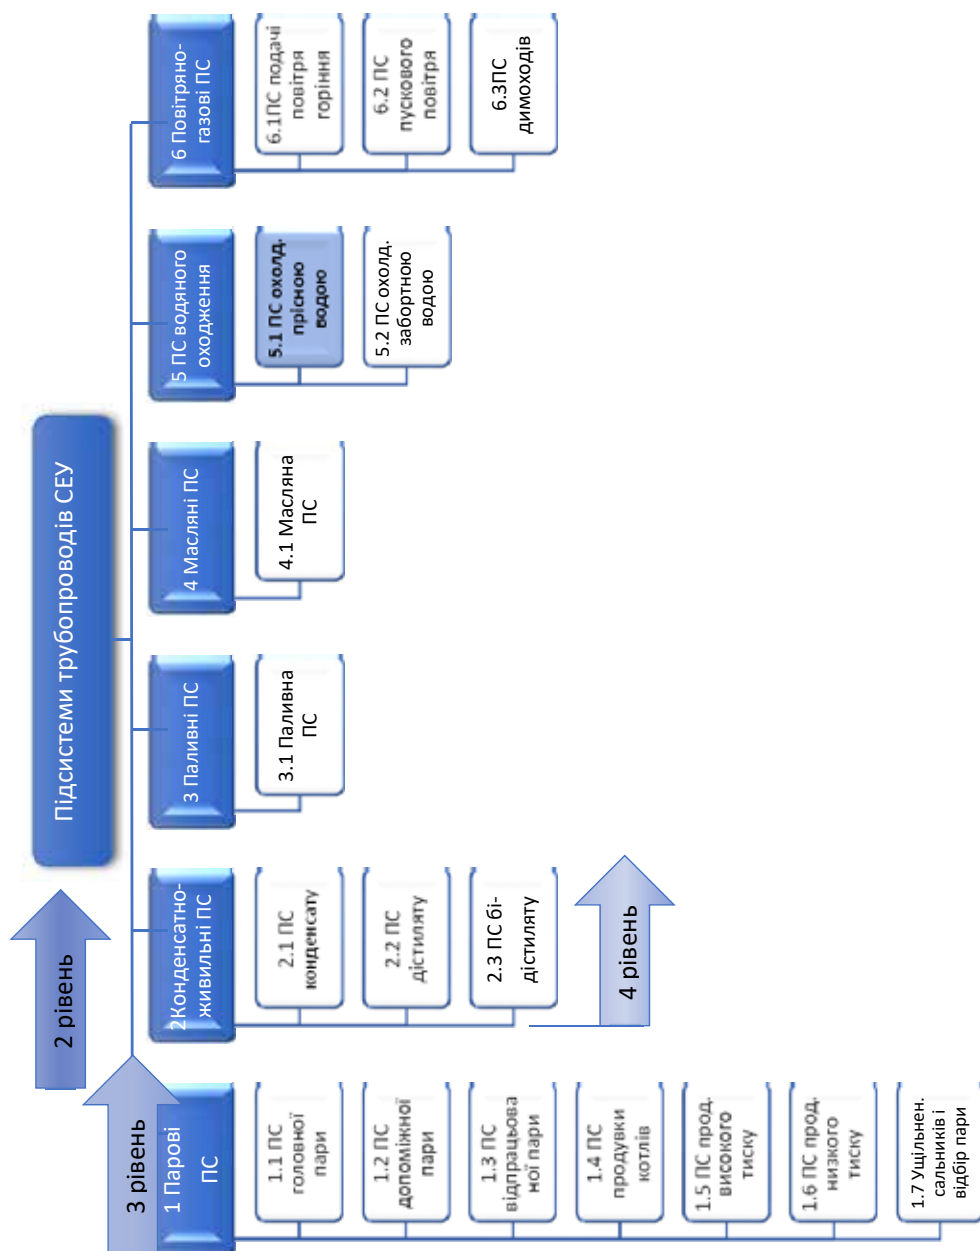 Підсистеми трубопроводів СЕУ
2 рівень
3 рівень
1 Парові
ПС
1.1 ПС
головної
пари
1.2 ПС
допоміжної
пари
1.3 ПС
відпрацьова
ної пари
1.4 ПС
продувки
котлів
1.5 ПС прод.
високого
тиску
1.6 ПС прод.
низкого
тиску
1.7 Ущільнен.
сальників і
відбір пари
2Конденсатно-
живильні ПС
2.1 ПС
конденсату
2.2 ПС
дістиляту
2.3 ПС бі-
дістиляту
4 рівень
3 Паливні ПС
3.1 Паливна
ПС
4 Масляні ПС
4.1 Масляна
ПС
5 ПС водяного
оходження
5.1 ПС охолд.
прісною
водою
5.2 ПС охолд.
забортною
водою
6 Повітряно-
газові ПС
6.1ПС подачі
повітря
горіння
6.2 ПС
пускового
повітря
6.3ПС
димоходів